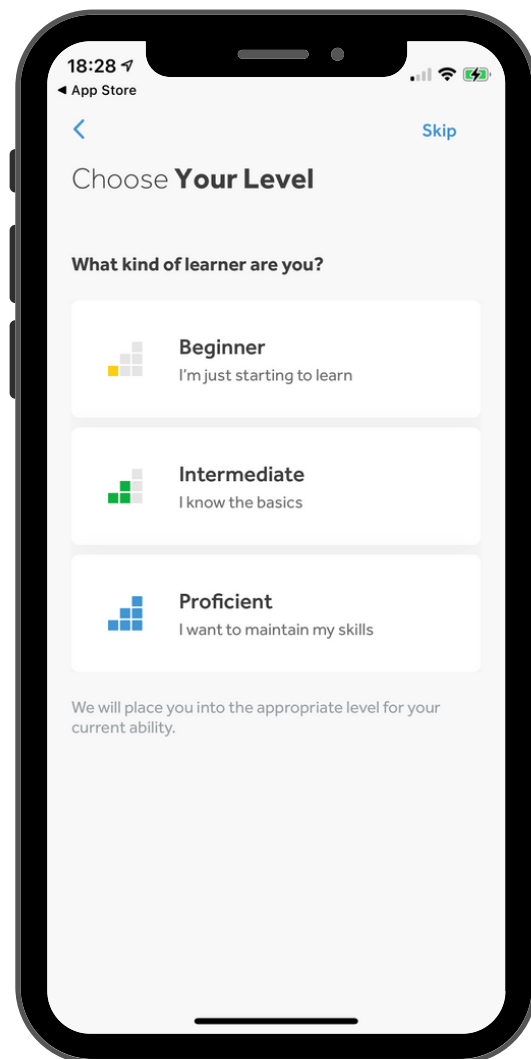 18:28
◀ App Store
Skip
Choose Your Level
What kind of learner are you?
Beginner
I'm just starting to learn
Intermediate
I know the basics
Proficient
I want to maintain my skills
We will place you into the appropriate level for your
current ability.